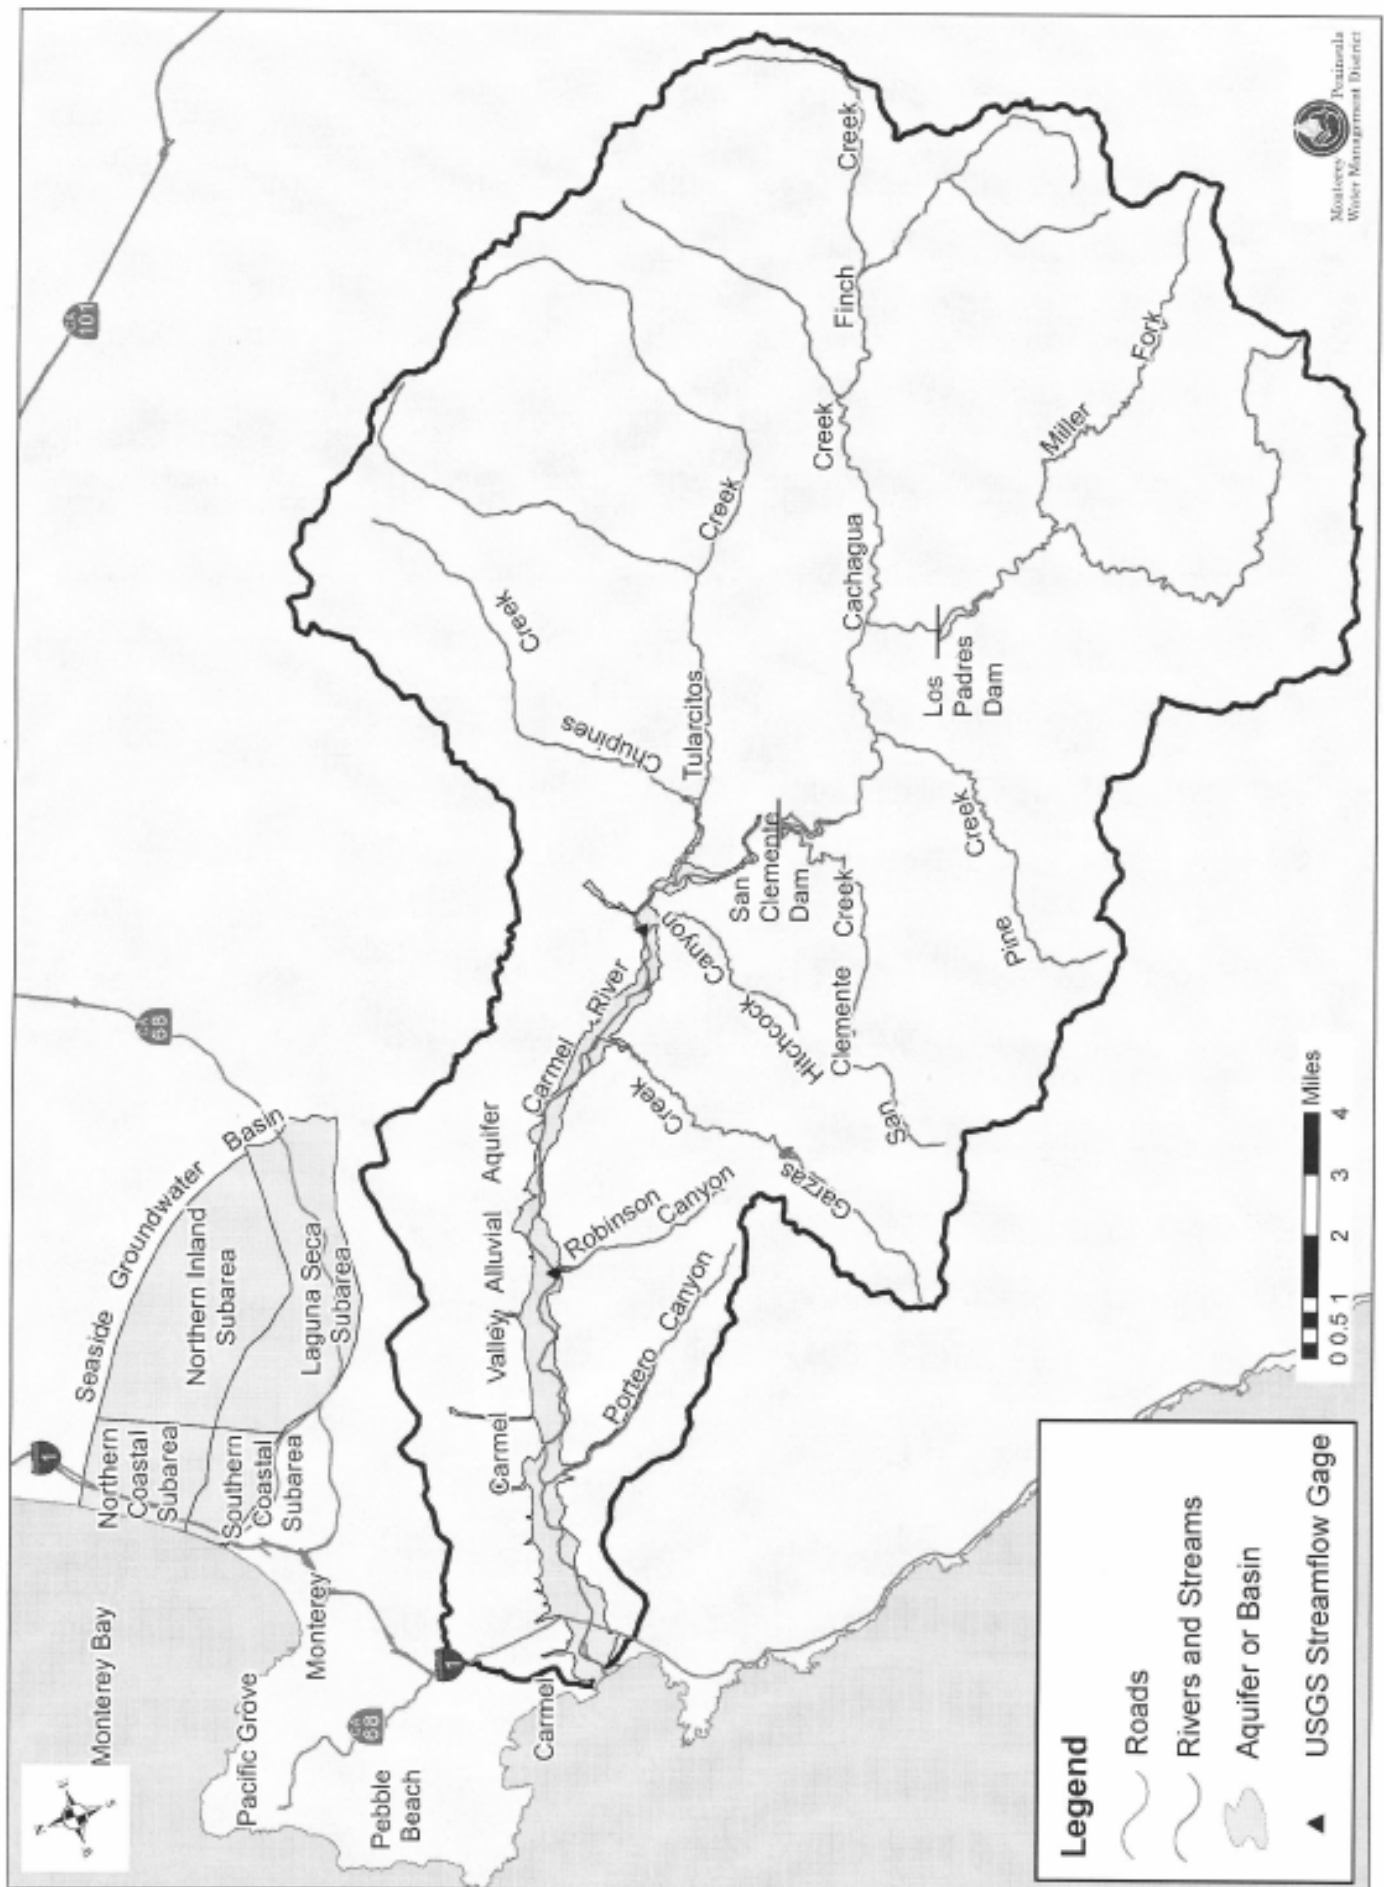 Monterey Bay
Pacific Grove
Pebble
Beach
CA
68
Monterey
1
Carmel
1
Seaside Groundwater Basin
Northern
Coastal
Subarea
Southern
Coastal
Subarea
Northern Inland
Subarea
Laguna Seca
Subarea
CA
68
CA
101
Carmel Valley Alluvial Aquifer
Carmel River
Portero Canyon
Robinson
Canyon
Garzas Creek
Hitchcock Canyon
San Clemente Creek
San
Clemente
Dam
Chupines Creek
Tularcitos Creek
Pine Creek
Cachagua Creek
Los
Padres
Dam
Finch Creek
Miller Fork
Legend
Roads
Rivers and Streams
Aquifer or Basin
USGS Streamflow Gage
0 0.5 1 2 3 4
Miles
Monterey Peninsula
Water Management District